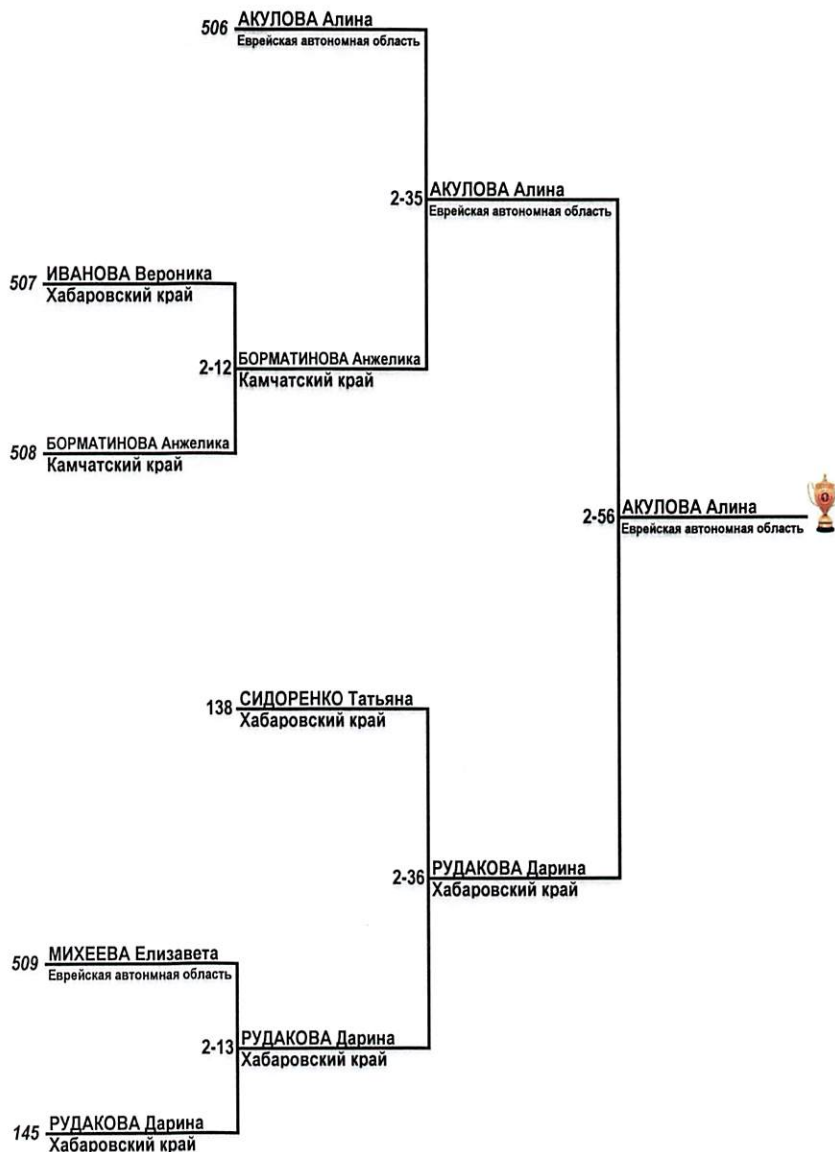 506 АКУЛОВА Алина
Еврейская автономная область
2-35 АКУЛОВА Алина
Еврейская автономная область
507 ИВАНОВА Вероника
Хабаровский край
2-12 БОРМАТИНОВА Анжелика
Камчатский край
508 БОРМАТИНОВА Анжелика
Камчатский край
2-56 АКУЛОВА Алина
Еврейская автономная область
138 СИДОРЕНКО Татьяна
Хабаровский край
2-36 РУДАКОВА Дарина
Хабаровский край
509 МИХЕЕВА Елизавета
Еврейская автонмная область
2-13 РУДАКОВА Дарина
Хабаровский край
145 РУДАКОВА Дарина
Хабаровский край